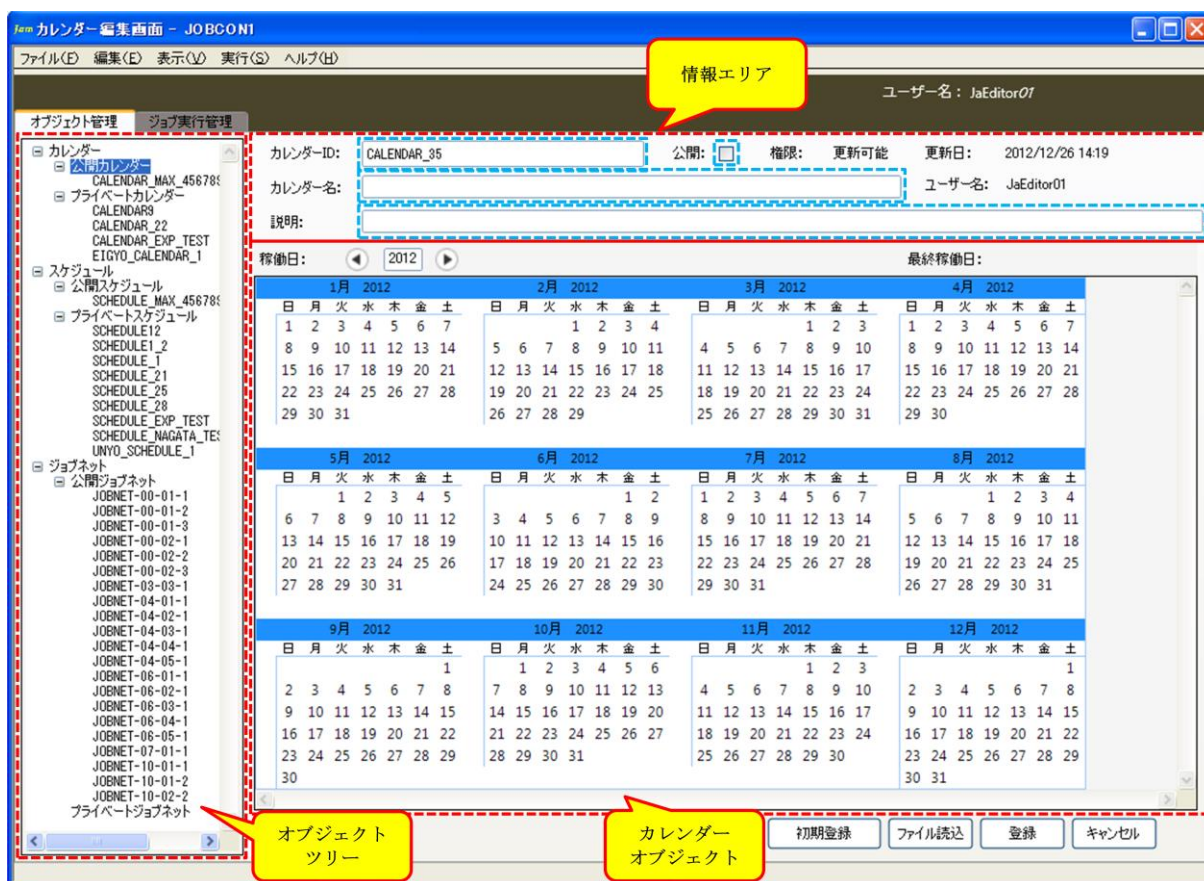 Jam カレンダー編集画面 - JOBCON1
ファイル(F) 編集(E) 表示(V) 実行(S) ヘルプ(H)
情報エリア
ユーザー名 : JaEditor01
オブジェクト管理 ジョブ実行管理
カレンダー
公開カレンダー
CALENDAR_MAX_456789
プライベートカレンダー
CALENDAR9
CALENDAR_22
CALENDAR_EXP_TEST
EIGYO_CALENDAR_1
スケジュール
公開スケジュール
SCHEDULE_MAX_456789
プライベートスケジュール
SCHEDULE12
SCHEDULE1_2
SCHEDULE_1
SCHEDULE_21
SCHEDULE_25
SCHEDULE_28
SCHEDULE_EXP_TEST
SCHEDULE_NAGATA_TES
UNYO_SCHEDULE_1
ジョブネット
公開ジョブネット
JOBNET-00-01-1
JOBNET-00-01-2
JOBNET-00-01-3
JOBNET-00-02-1
JOBNET-00-02-2
JOBNET-00-02-3
JOBNET-03-03-1
JOBNET-04-01-1
JOBNET-04-02-1
JOBNET-04-03-1
JOBNET-04-04-1
JOBNET-04-05-1
JOBNET-06-01-1
JOBNET-06-02-1
JOBNET-06-03-1
JOBNET-06-04-1
JOBNET-06-05-1
JOBNET-07-01-1
JOBNET-10-01-1
JOBNET-10-01-2
JOBNET-10-02-2
プライベートジョブネット
オブジェクト
ツリー
カレンダーID: CALENDAR_35 公開: 権限: 更新可能 更新日: 2012/12/26 14:19
カレンダー名: ユーザー名: JaEditor01
説明:
稼働日: 2012 最終稼働日:
1月 2012 2月 2012 3月 2012 4月 2012
日 月 火 水 木 金 土 日 月 火 水 木 金 土 日 月 火 水 木 金 土 日 月 火 水 木 金 土
1 2 3 4 5 6 7 1 2 3 4 1 2 3 1 2 3 4 5 6 7
8 9 10 11 12 13 14 5 6 7 8 9 10 11 4 5 6 7 8 9 10 8 9 10 11 12 13 14
15 16 17 18 19 20 21 12 13 14 15 16 17 18 11 12 13 14 15 16 17 15 16 17 18 19 20 21
22 23 24 25 26 27 28 19 20 21 22 23 24 25 18 19 20 21 22 23 24 22 23 24 25 26 27 28
29 30 31 26 27 28 29 25 26 27 28 29 30 31 29 30
5月 2012 6月 2012 7月 2012 8月 2012
日 月 火 水 木 金 土 日 月 火 水 木 金 土 日 月 火 水 木 金 土 日 月 火 水 木 金 土
1 2 3 4 5 1 2 1 2 3 4 5 6 7 1 2 3 4
6 7 8 9 10 11 12 3 4 5 6 7 8 9 8 9 10 11 12 13 14 5 6 7 8 9 10 11
13 14 15 16 17 18 19 10 11 12 13 14 15 16 15 16 17 18 19 20 21 12 13 14 15 16 17 18
20 21 22 23 24 25 26 17 18 19 20 21 22 23 22 23 24 25 26 27 28 19 20 21 22 23 24 25
27 28 29 30 31 24 25 26 27 28 29 30 29 30 31 26 27 28 29 30 31
9月 2012 10月 2012 11月 2012 12月 2012
日 月 火 水 木 金 土 日 月 火 水 木 金 土 日 月 火 水 木 金 土 日 月 火 水 木 金 土
1 1 2 3 4 5 6 1 2 3 1
2 3 4 5 6 7 8 7 8 9 10 11 12 13 4 5 6 7 8 9 10 2 3 4 5 6 7 8
9 10 11 12 13 14 15 14 15 16 17 18 19 20 11 12 13 14 15 16 17 9 10 11 12 13 14 15
16 17 18 19 20 21 22 21 22 23 24 25 26 27 18 19 20 21 22 23 24 16 17 18 19 20 21 22
23 24 25 26 27 28 29 28 29 30 31 25 26 27 28 29 30 23 24 25 26 27 28 29
30 30 31
カレンダー
オブジェクト
初期登録 ファイル読込 登録 キャンセル